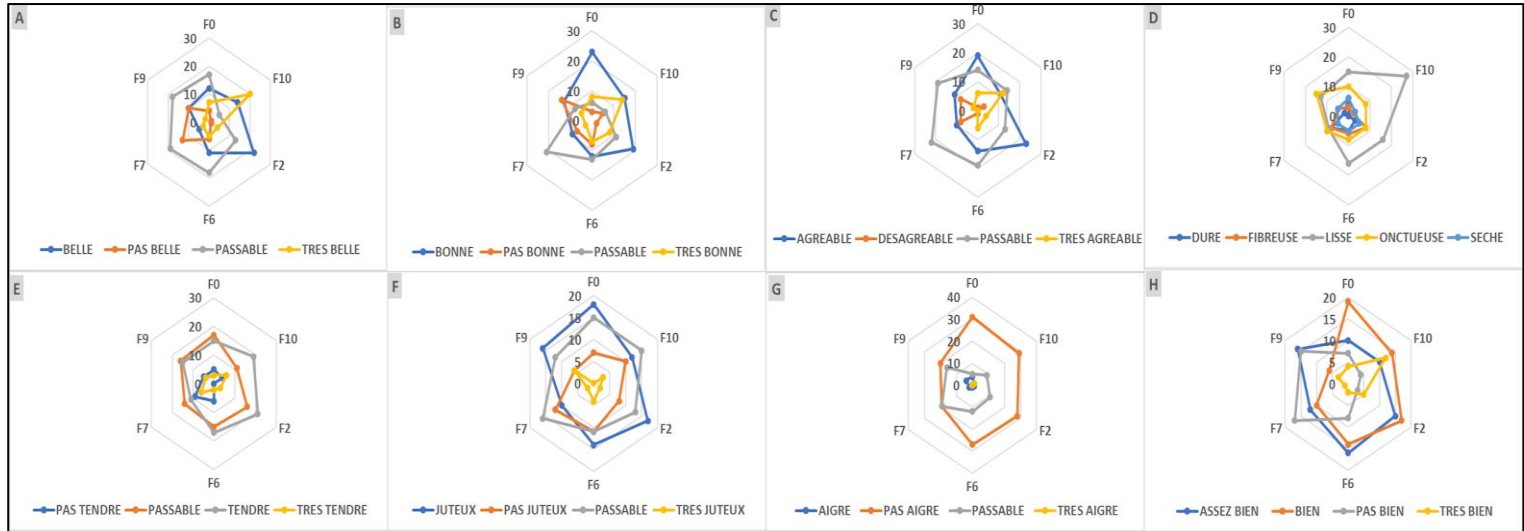 A
F0
30
20
10
0
F9
F10
F7
F2
F6
BELLE PAS BELLE PASSABLE TRES BELLE
B
F0
30
20
10
0
F9
F10
F7
F2
F6
BONNE PAS BONNE PASSABLE TRES BONNE
C
F0
30
20
10
0
F9
F10
F7
F2
F6
AGREABLE DESAGREABLE PASSABLE TRES AGREABLE
D
F0
30
20
10
0
F9
F10
F7
F2
F6
DURE FIBREUSE LISSE ONCTUEUSE SECHE
E
F0
30
20
10
0
F9
F10
F7
F2
F6
PAS TENDRE PASSABLE TENDRE TRES TENDRE
F
F0
20
15
10
5
0
F9
F10
F7
F2
F6
JUTEUX PAS JUTEUX PASSABLE TRES JUTEUX
G
F0
40
30
20
10
0
F9
F10
F7
F2
F6
AIGRE PAS AIGRE PASSABLE TRES AIGRE
H
F0
20
15
10
5
0
F9
F10
F7
F2
F6
ASSEZ BIEN BIEN PAS BIEN TRES BIEN